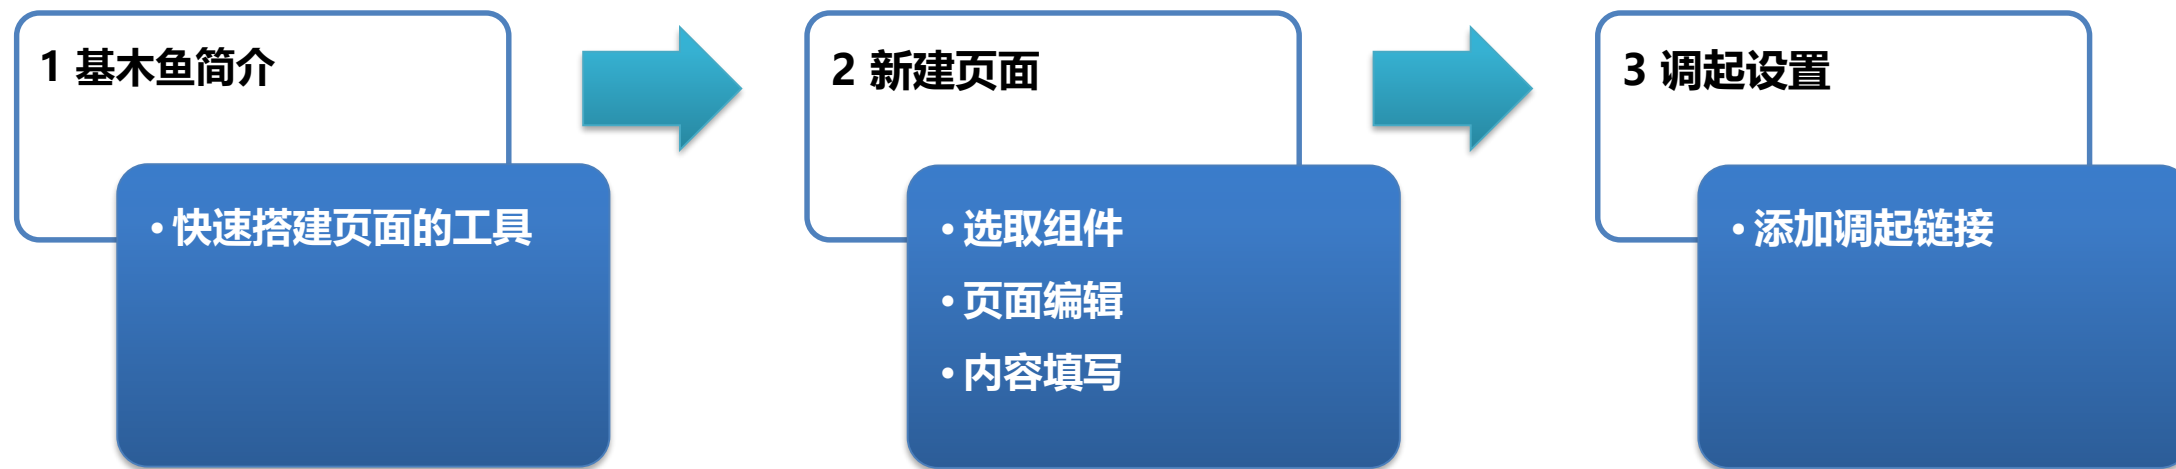 1 基木鱼简介
• 快速搭建页面的工具
2 新建页面
• 选取组件
• 页面编辑
• 内容填写
3 调起设置
• 添加调起链接